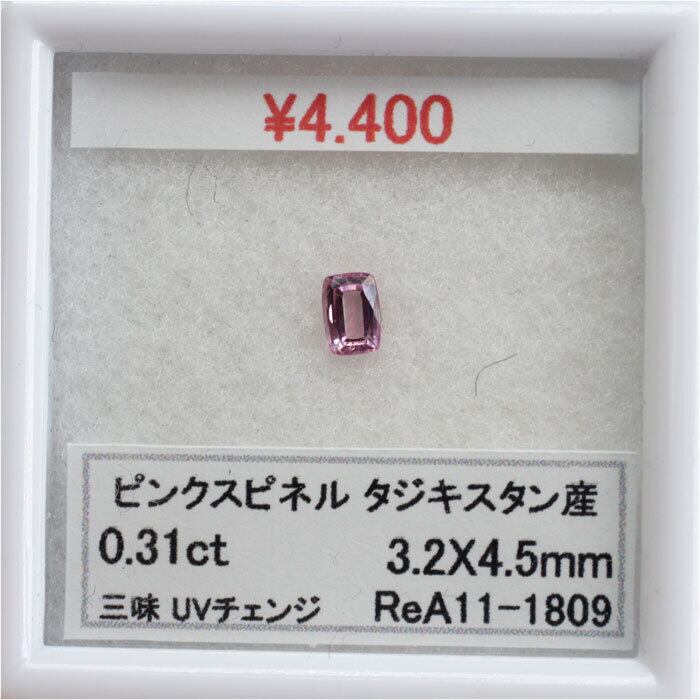 ¥4.400
ピンクスピネル タジキスタン産
0.31ct 3.2X4.5mm
三味 UVチェンジ ReA11-1809